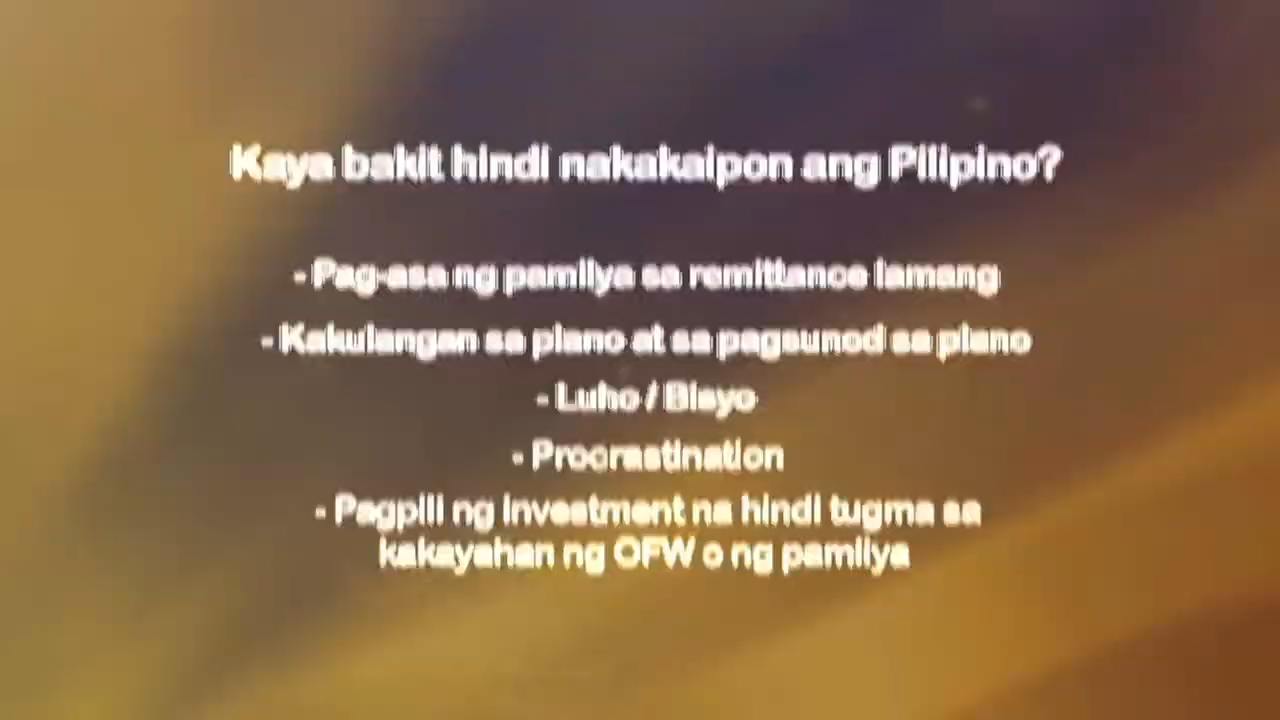 Kaya bakit hindi nakakaipon ang Pilipino?
- Pag-asa ng pamilya sa remittance lamang
- Kakulangan sa plano at sa pagsunod sa plano
- Luho / Bisyo
- Procrastination
- Pagpili ng investment na hindi tugma sa
kakayahan ng OFW o ng pamilya